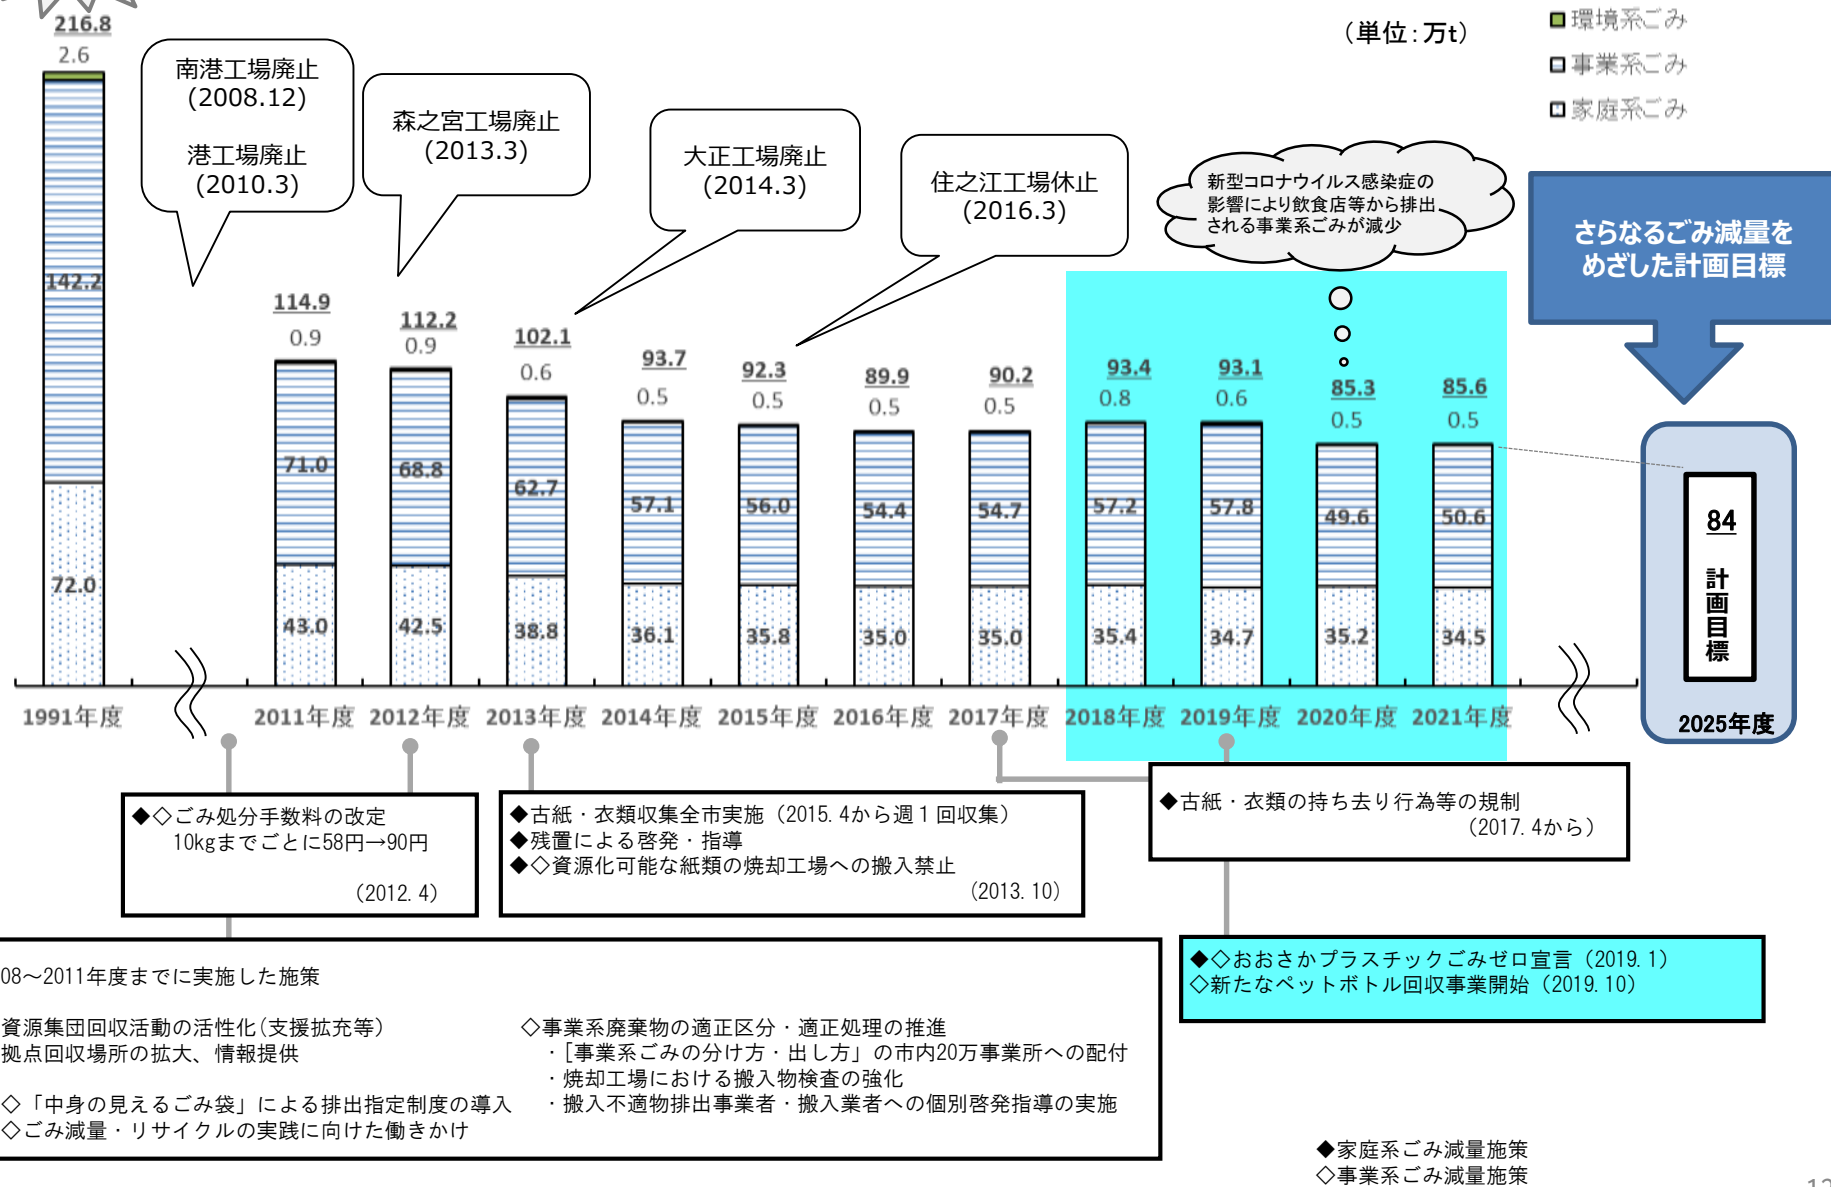 216.8
2.6
142.2
72.0
1991年度
南港工場廃止
(2008.12)
港工場廃止
(2010.3)
森之宮工場廃止
(2013.3)
大正工場廃止
(2014.3)
住之江工場休止
(2016.3)
新型コロナウイルス感染症の
影響により飲食店等から排出
される事業系ごみが減少
（単位：万t）
環境系ごみ
事業系ごみ
家庭系ごみ
さらなるごみ減量を
めざした計画目標
114.9
0.9
71.0
43.0
2011年度
112.2
0.9
68.8
42.5
2012年度
102.1
0.6
62.7
38.8
2013年度
93.7
0.5
57.1
36.1
2014年度
92.3
0.5
56.0
35.8
2015年度
89.9
0.5
54.4
35.0
2016年度
90.2
0.5
54.7
35.0
2017年度
93.4
0.8
57.2
35.4
2018年度
93.1
0.6
57.8
34.7
2019年度
85.3
0.5
49.6
35.2
2020年度
85.6
0.5
50.6
34.5
2021年度
84
計画目標
2025年度
◆◇ごみ処分手数料の改定
10kgまでごとに58円→90円
（2012.4）
◆古紙・衣類収集全市実施（2015.4から週１回収集）
◆残置による啓発・指導
◆◇資源化可能な紙類の焼却工場への搬入禁止
（2013.10）
◆古紙・衣類の持ち去り行為等の規制
（2017.4から）
◆◇おおさかプラスチックごみゼロ宣言（2019.1）
◇新たなペットボトル回収事業開始（2019.10）
08～2011年度までに実施した施策
資源集団回収活動の活性化(支援拡充等)
拠点回収場所の拡大、情報提供
◇「中身の見えるごみ袋」による排出指定制度の導入
◇ごみ減量・リサイクルの実践に向けた働きかけ
◇事業系廃棄物の適正区分・適正処理の推進
・[事業系ごみの分け方・出し方」の市内20万事業所への配付
・焼却工場における搬入物検査の強化
・搬入不適物排出事業者・搬入業者への個別啓発指導の実施
◆家庭系ごみ減量施策
◇事業系ごみ減量施策